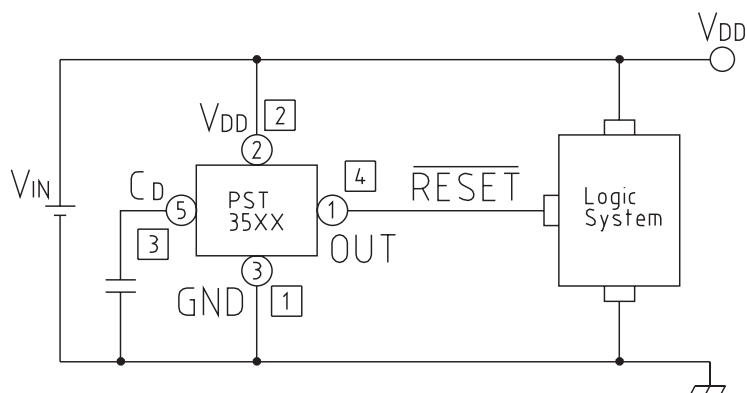 VDD
VDD 2
2
VIN
CD
5
PST
35XX
1
4
RESET
Logic
System
3
OUT
3
GND
1